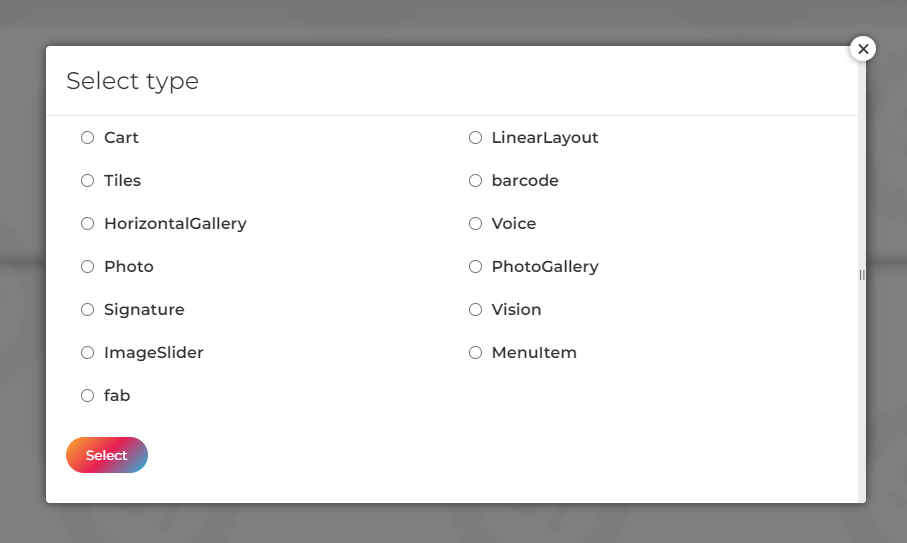 Select type
Cart
LinearLayout
Tiles
barcode
HorizontalGallery
Voice
Photo
PhotoGallery
Signature
Vision
ImageSlider
MenuItem
fab
Select